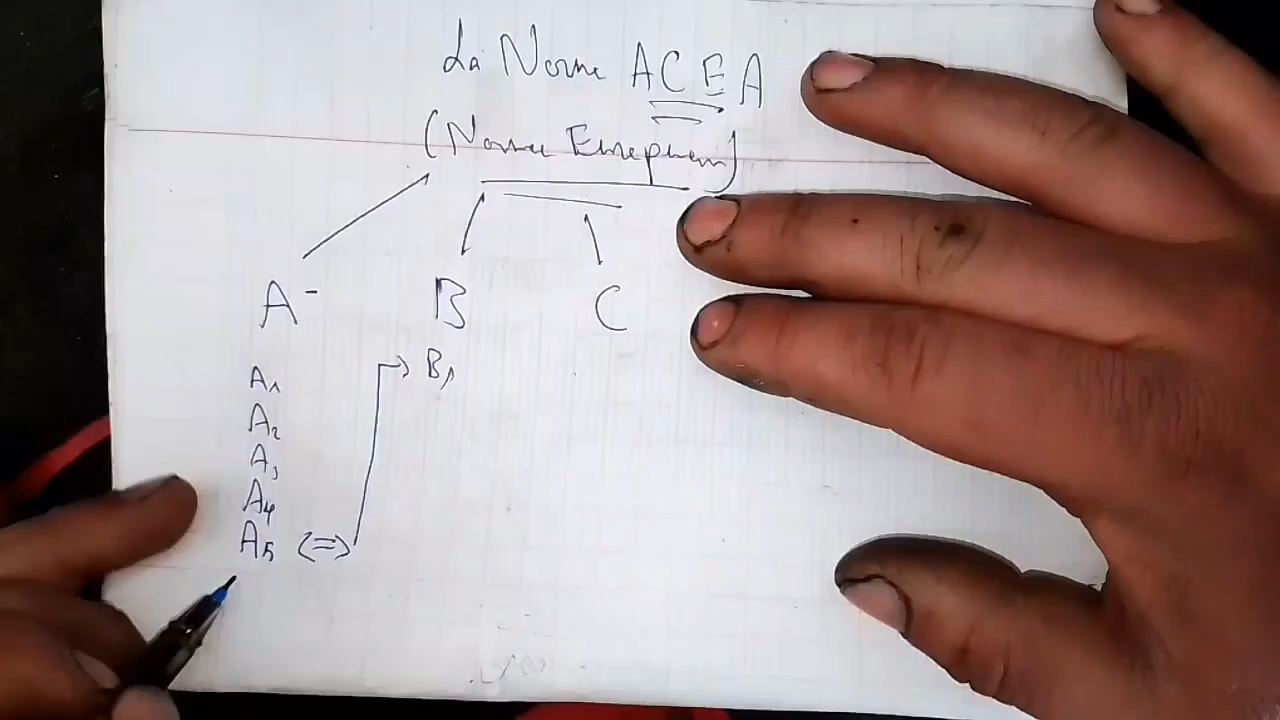 La Norme ACEA
(Norme Européenne)
A - B C
A1 B1
A2
A3
A4
A5 <=>